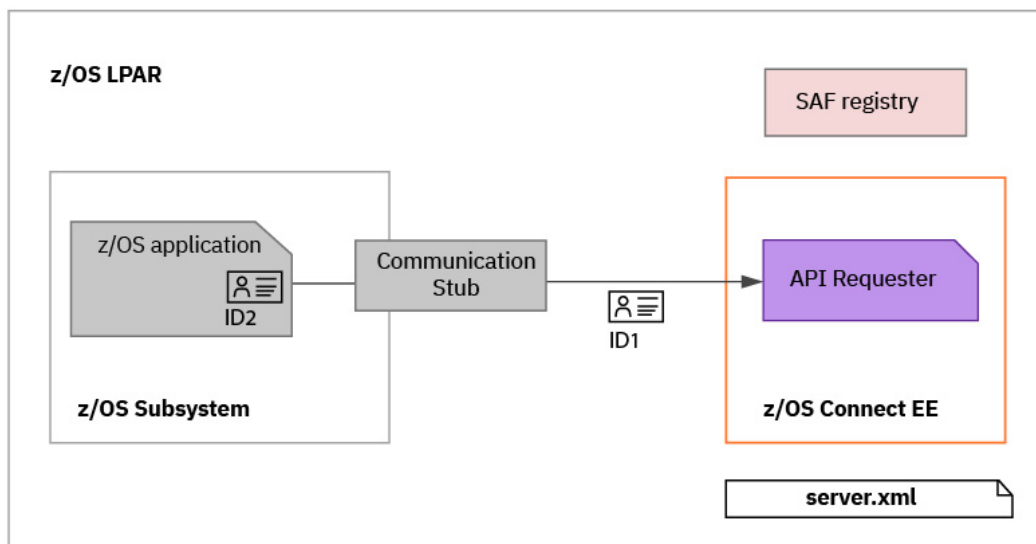 z/OS LPAR
SAF registry
z/OS application
ID2
Communication
Stub
ID1
API Requester
z/OS Subsystem
z/OS Connect EE
server.xml